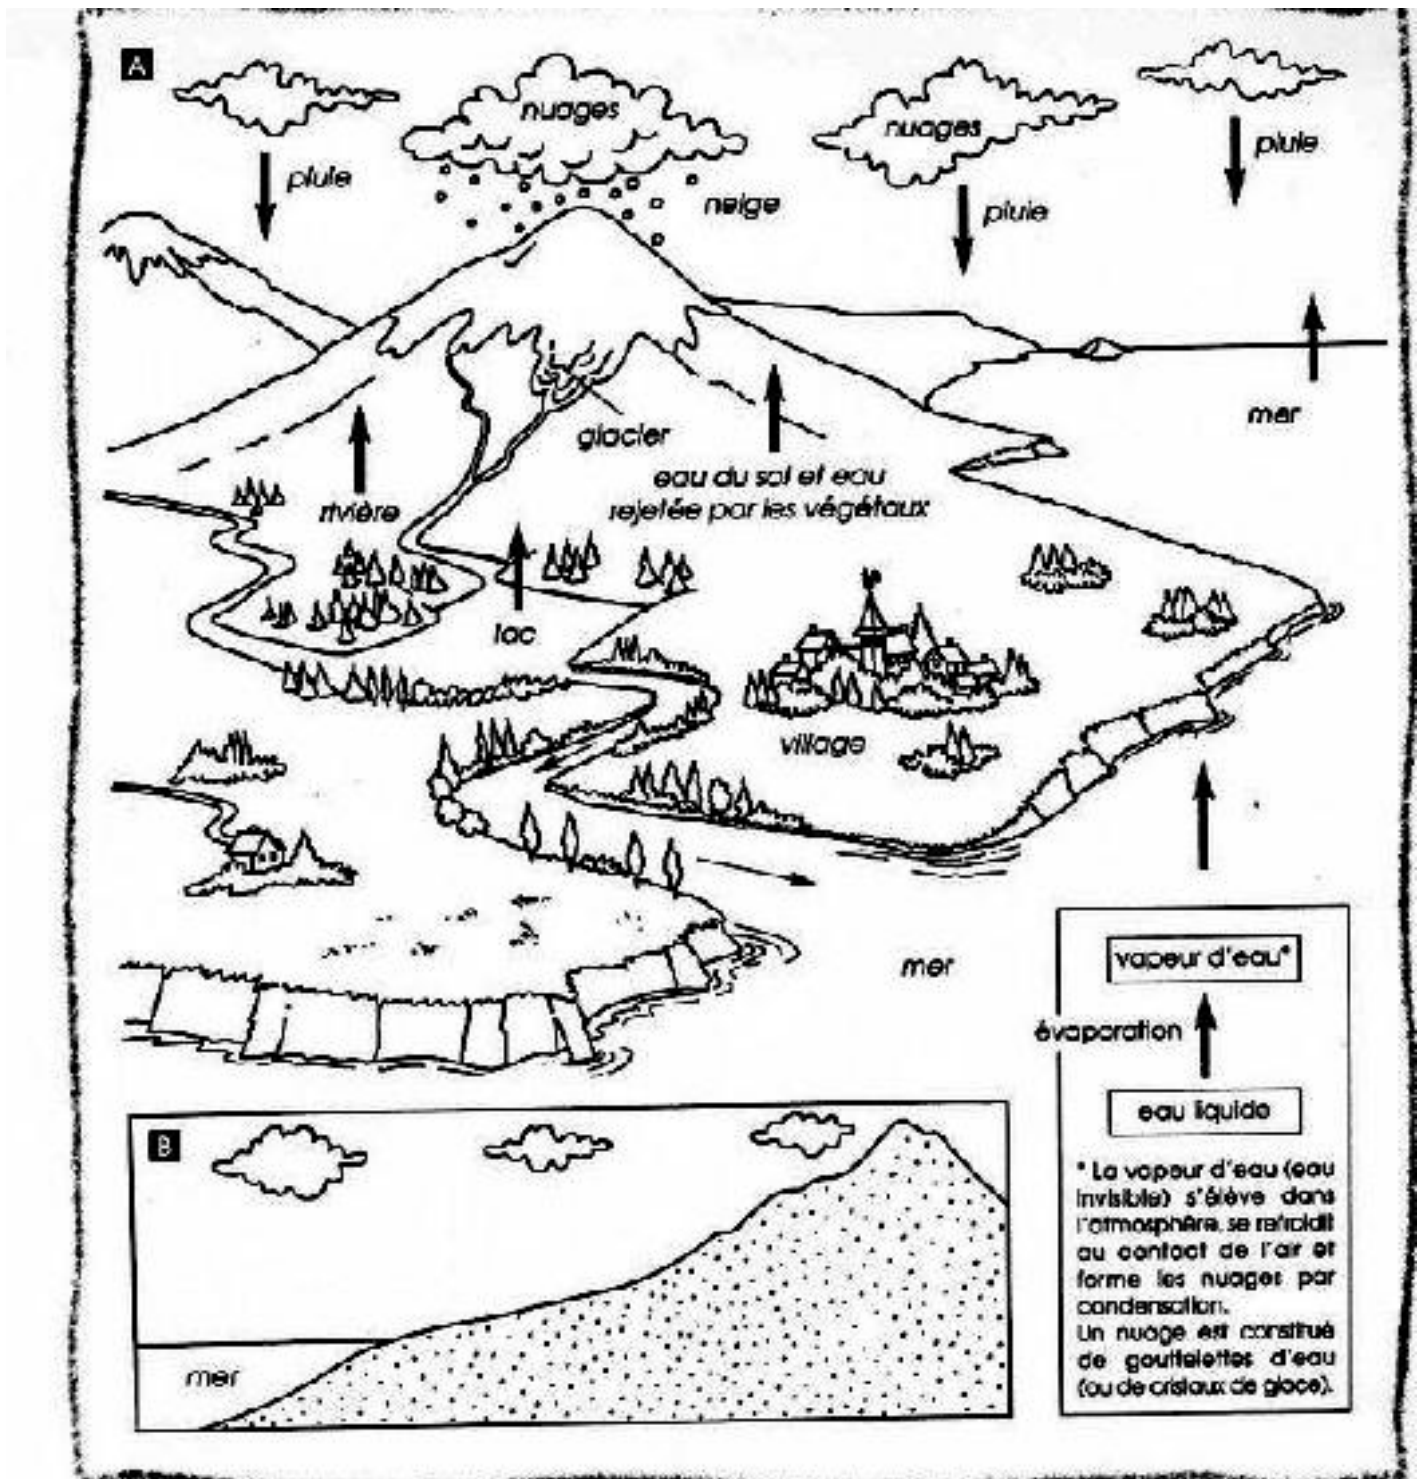 A
nuages
nuages
pluie
pluie
neige
pluie
mer
glacier
eau du sol et eau
rejetée par les végétaux
rivière
lac
village
mer
vapeur d'eau*
évaporation
eau liquide
* La vapeur d'eau (eau
invisible) s'élève dans
l'atmosphère, se refroidit
au contact de l'air et
forme les nuages par
condensation.
Un nuage est constitué
de gouttelettes d'eau
(ou de cristaux de glace).
B
mer
pluie